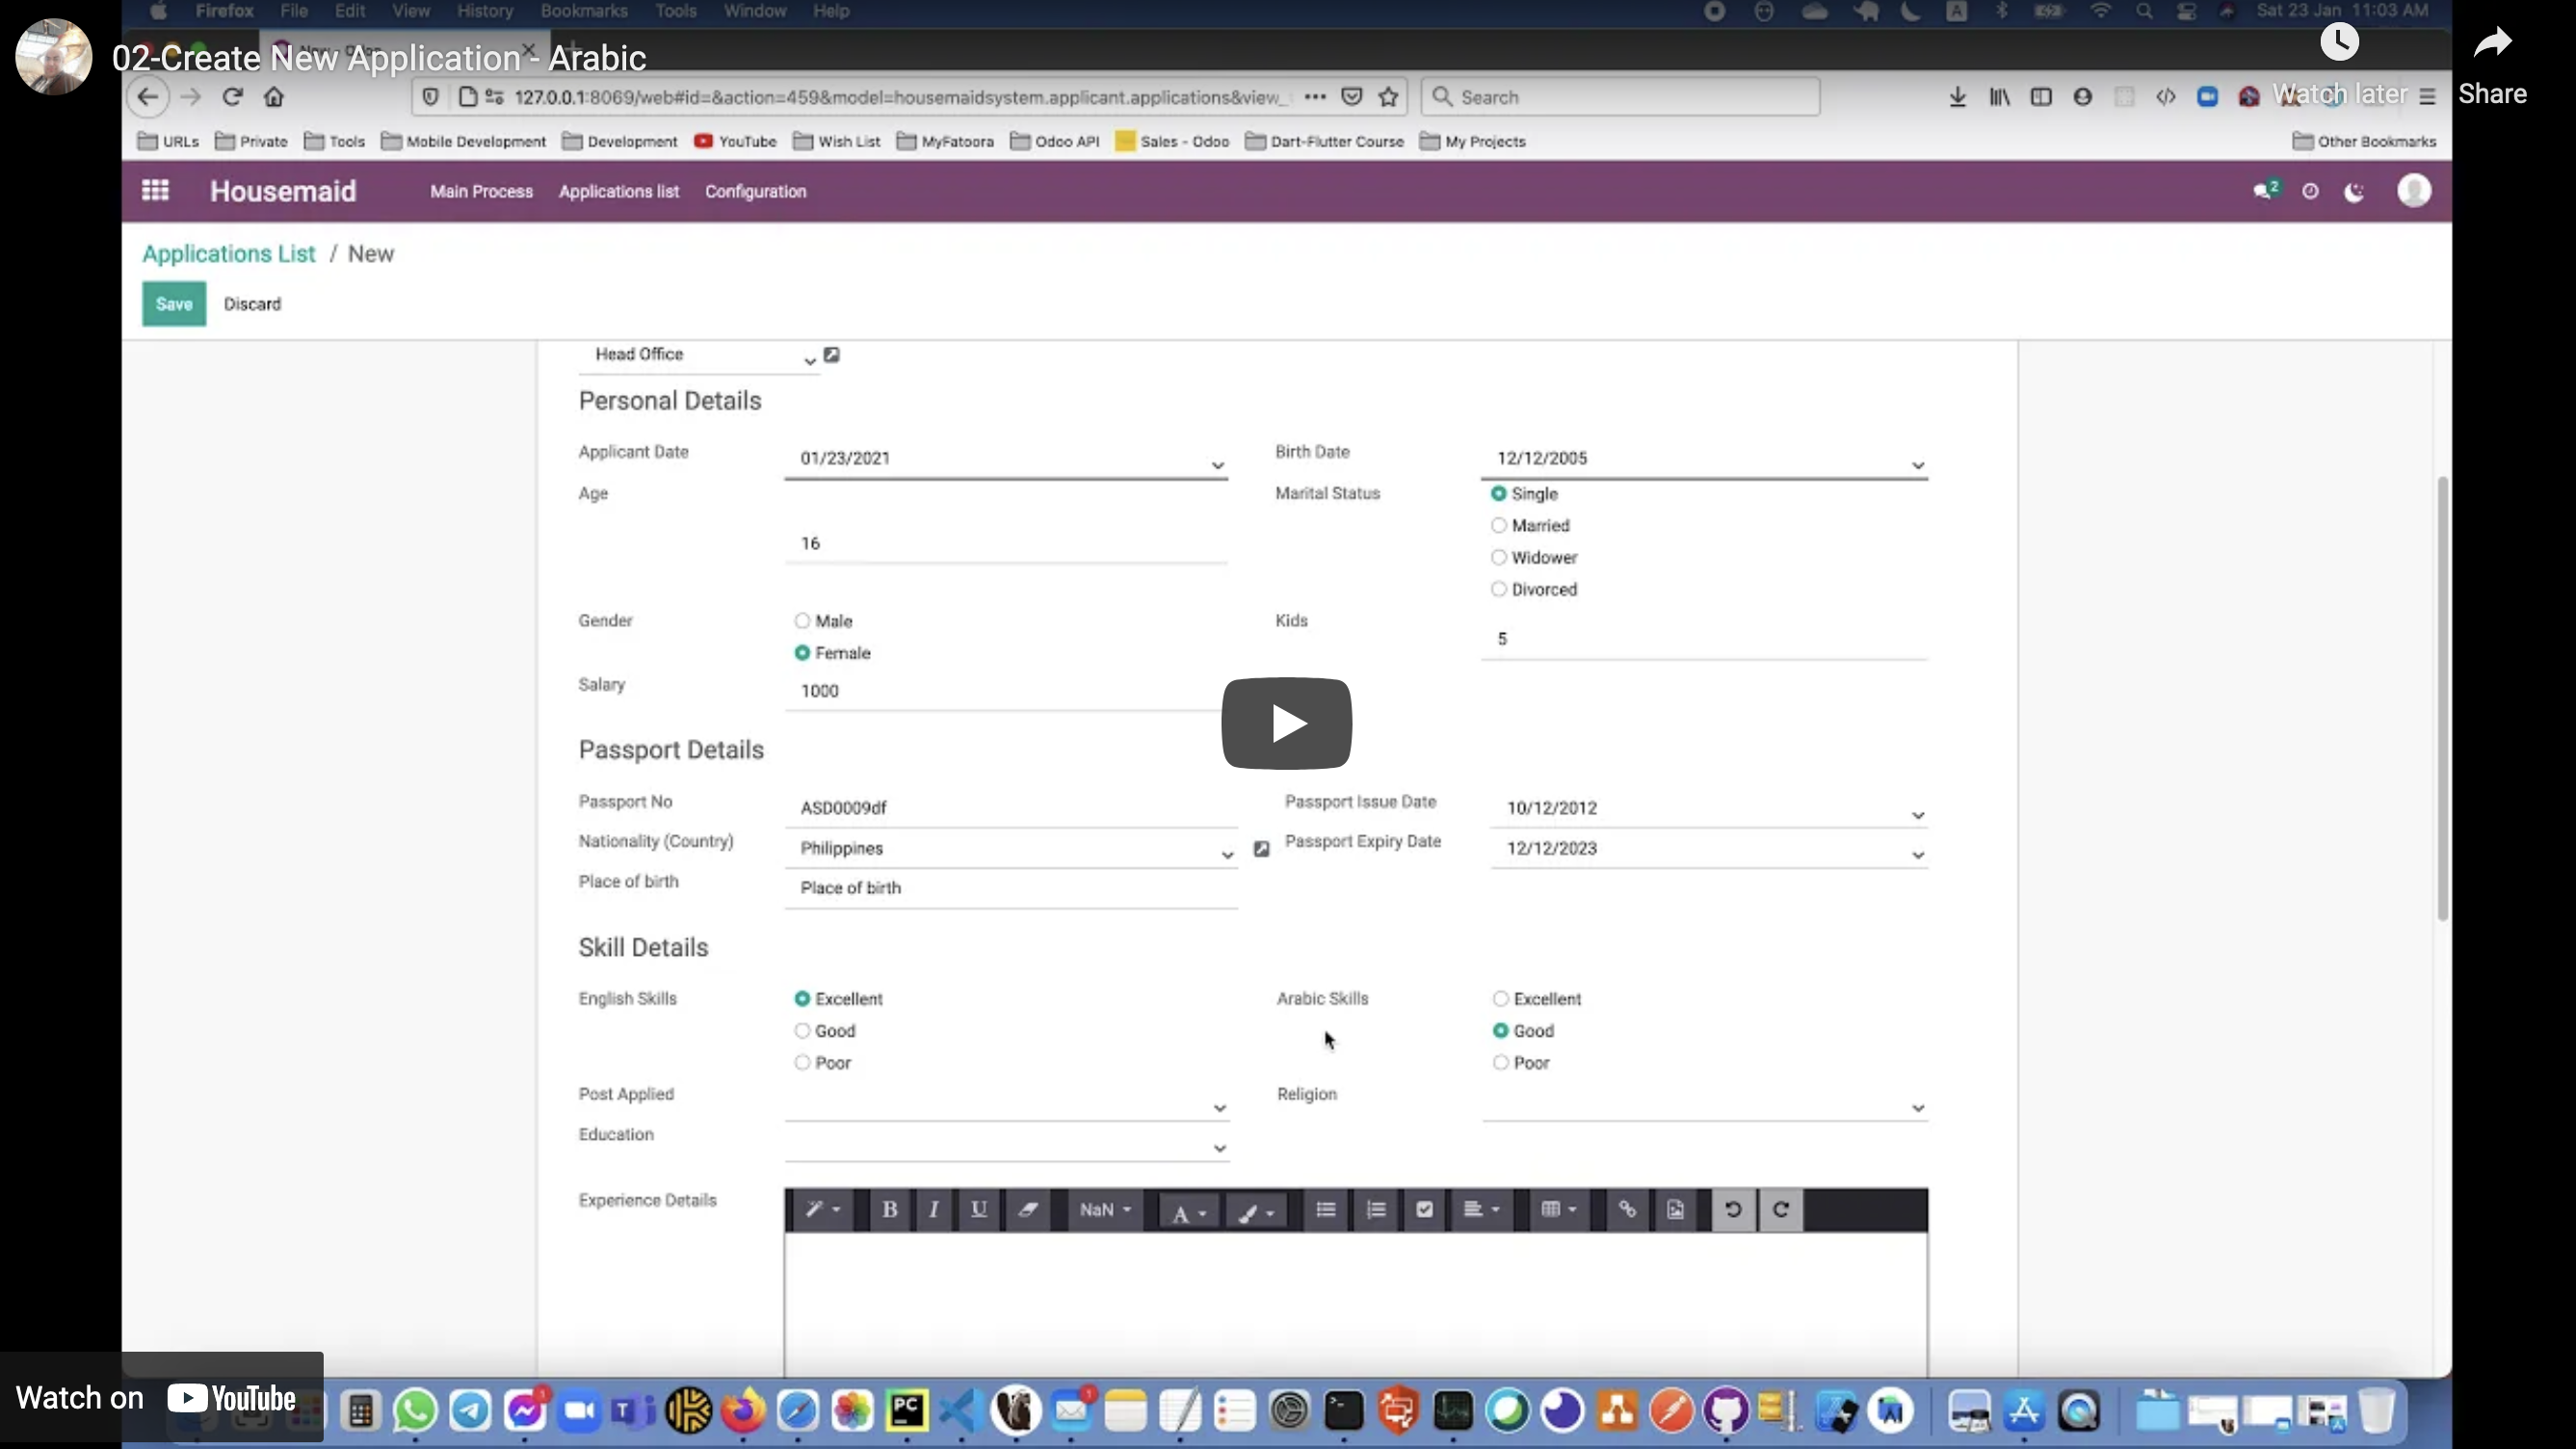 Firefox File Edit View History Bookmarks Tools Window Help
Sat 23 Jan 11:03 AM
02-Create New Application - Arabic
Watch later
Share
127.0.0.1:8069/web#id=&action=459&model=housemaidsystem.applicant.applications&view_
Search
URLs Private Tools Mobile Development Development YouTube Wish List MyFatoora Odoo API Sales - Odoo Dart-Flutter Course My Projects Other Bookmarks
Housemaid Main Process Applications list Configuration 2
Applications List / New
Save Discard
Head Office
Personal Details
Applicant Date 01/23/2021 Birth Date 12/12/2005
Age Marital Status Single
Married
16
Widower
Divorced
Gender Male Kids
5
Female
Salary 1000
Passport Details
Passport No ASD0009df Passport Issue Date 10/12/2012
Nationality (Country) Philippines Passport Expiry Date 12/12/2023
Place of birth Place of birth
Skill Details
English Skills Excellent Arabic Skills Excellent
Good Good
Poor Poor
Post Applied Religion
Education
Experience Details B I U NaN A
Watch on YouTube
PC